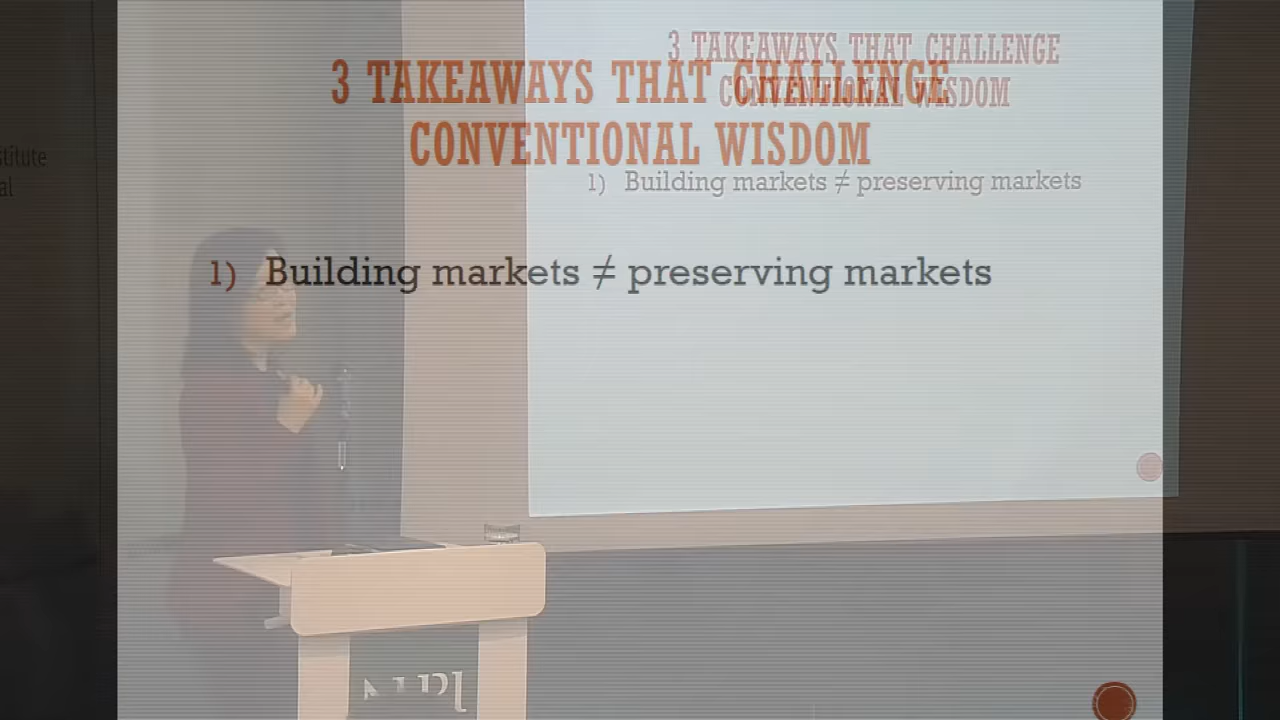 3 TAKEAWAYS THAT CHALLENGE
CONVENTIONAL WISDOM
1) Building markets ≠ preserving markets
3 TAKEAWAYS THAT CHALLENGE
CONVENTIONAL WISDOM
1) Building markets ≠ preserving markets